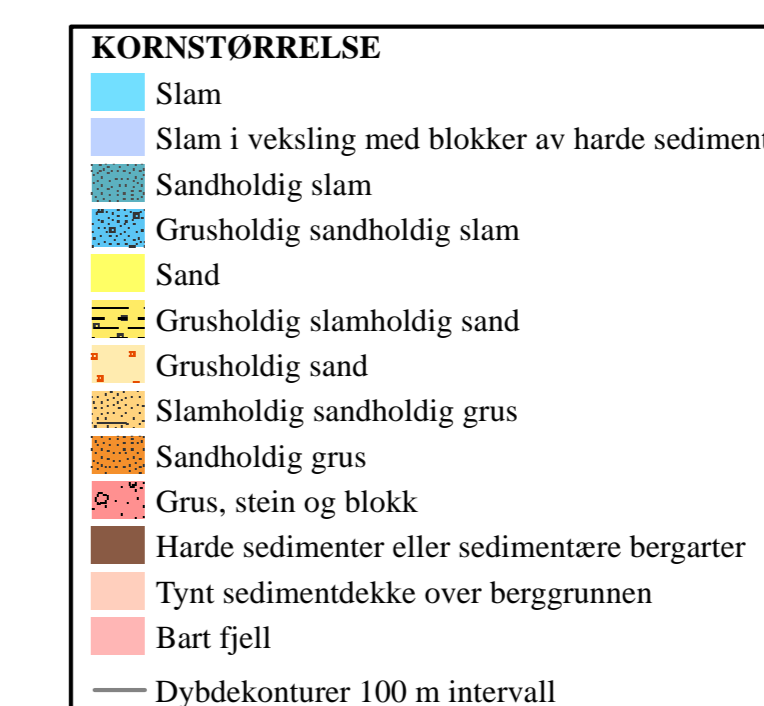 KORNSTØRRELSE
Slam
Slam i veksling med blokker av harde
Sandholdig slam
Grusholdig sandholdig slam
Sand
Grusholdig slamholdig sand
Grusholdig sand
Slamholdig sandholdig grus
Sandholdig grus
Grus, stein og blokk
Harde sedimenter eller sedimentære bergarter
Tynt sedimentdekke over berggrunnen
Bart fjell
Dybdekonturer 100 m intervall